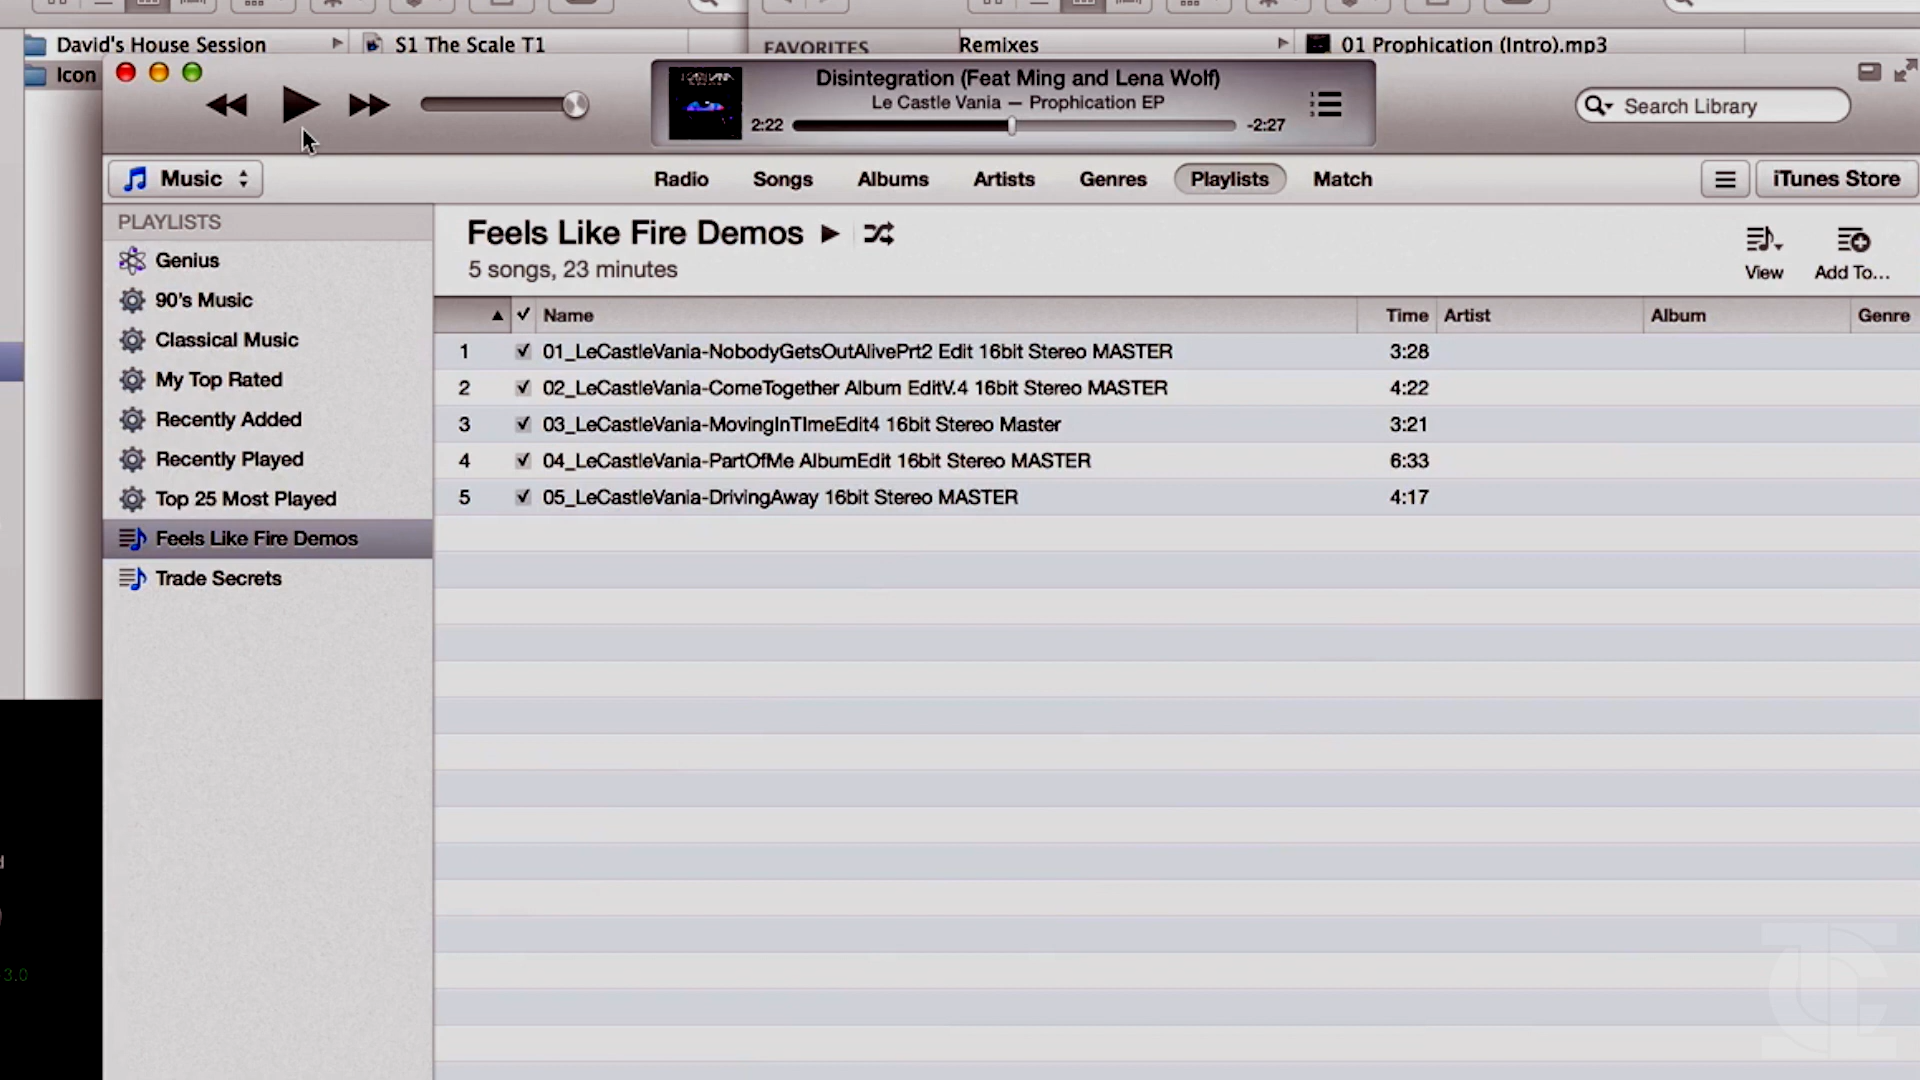 David's House Session
S1 The Scale T1
FAVORITES
Remixes
01 Prophication (Intro).mp3
Icon
Disintegration (Feat Ming and Lena Wolf)
Le Castle Vania — Prophication EP
2:22
-2:27
Search Library
Music
Radio
Songs
Albums
Artists
Genres
Playlists
Match
iTunes Store
PLAYLISTS
Genius
90's Music
Classical Music
My Top Rated
Recently Added
Recently Played
Top 25 Most Played
Feels Like Fire Demos
Trade Secrets
Feels Like Fire Demos
5 songs, 23 minutes
View
Add To...
Name Time Artist Album Genre
1 01_LeCastleVania-NobodyGetsOutAlivePrt2 Edit 16bit Stereo MASTER 3:28
2 02_LeCastleVania-ComeTogether Album EditV.4 16bit Stereo MASTER 4:22
3 03_LeCastleVania-MovingInTImeEdit4 16bit Stereo Master 3:21
4 04_LeCastleVania-PartOfMe AlbumEdit 16bit Stereo MASTER 6:33
5 05_LeCastleVania-DrivingAway 16bit Stereo MASTER 4:17
3.0